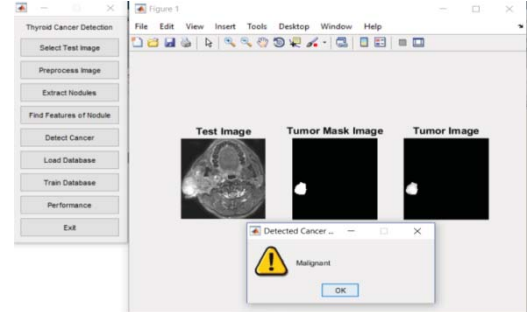 Thyroid Cancer Detection
Select Test Image
Preprocess Image
Extract Nodules
Find Features of Nodule
Detect Cancer
Load Database
Train Database
Performance
Exit
Figure 1
File Edit View Insert Tools Desktop Window Help
Test Image Tumor Mask Image Tumor Image
Detected Cancer ..
Malignant
OK